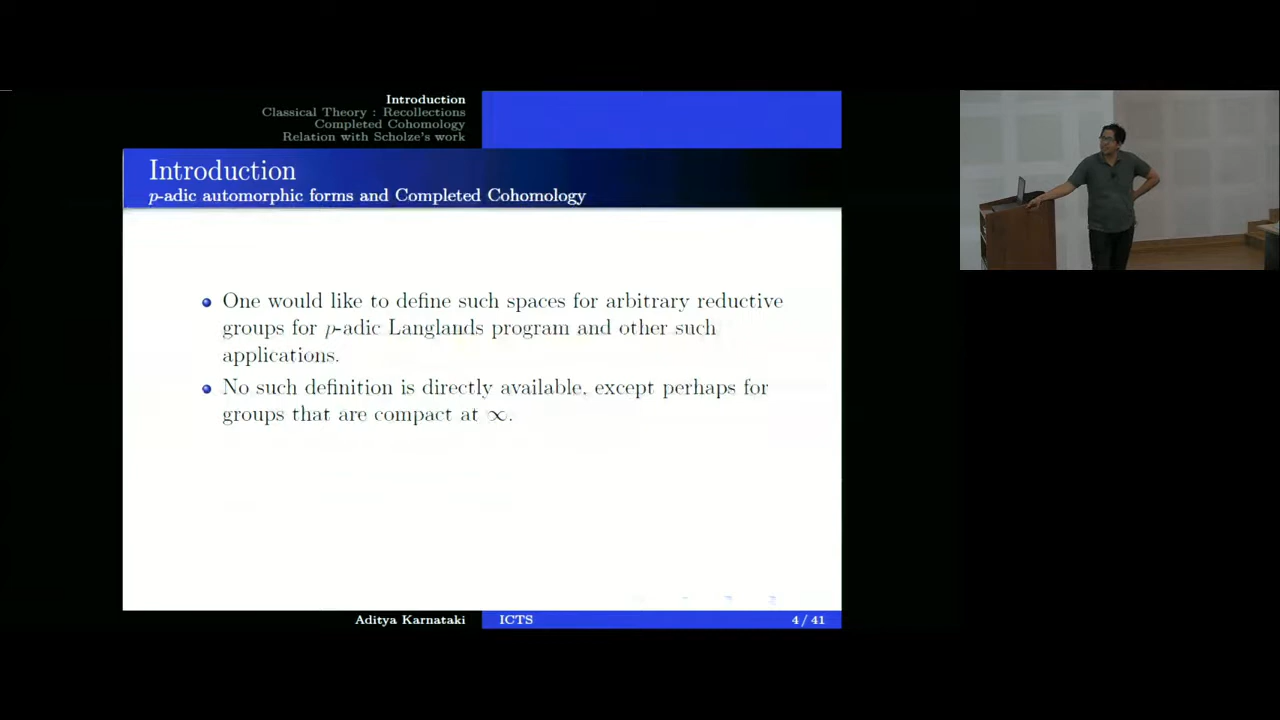 Introduction
Classical Theory : Recollections
Completed Cohomology
Relation with Scholze's work
Introduction
p-adic automorphic forms and Completed Cohomology
One would like to define such spaces for arbitrary reductive
groups for p-adic Langlands program and other such
applications.
No such definition is directly available, except perhaps for
groups that are compact at ∞.
Aditya Karnataki
ICTS
4 / 41